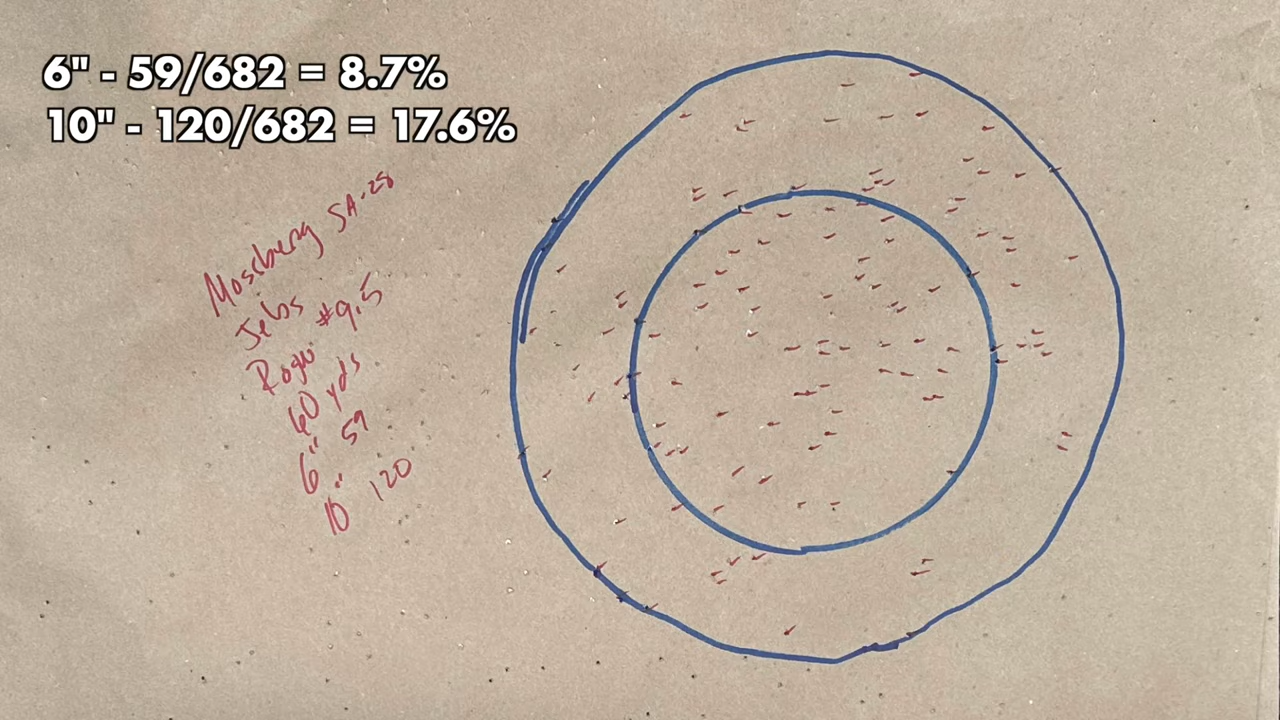 6" - 59/682 = 8.7%
10" - 120/682 = 17.6%
Mossberg SA-28
Jebs #9.5
60 yds
6" 59
10" 120